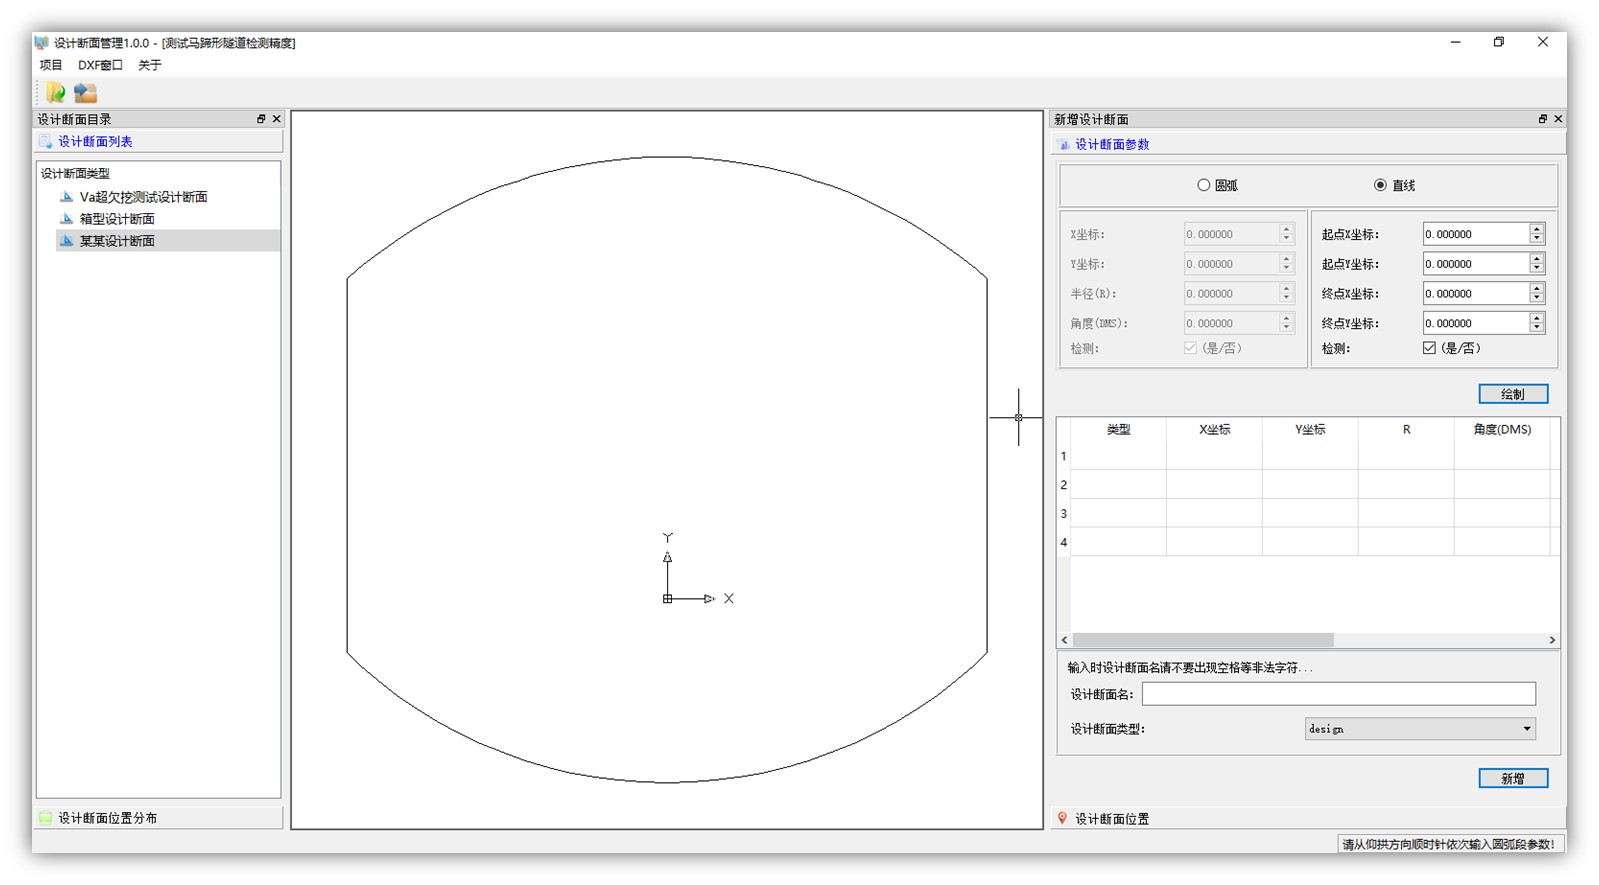 设计断面管理1.0.0 - [测试马蹄形隧道检测精度]
项目 DXF窗口 关于
设计断面目录
设计断面列表
设计断面类型
Va超欠挖测试设计断面
箱型设计断面
某某设计断面
设计断面位置分布
Y
X
新增设计断面
设计断面参数
圆弧 直线
X坐标: 0.000000
Y坐标: 0.000000
半径(R): 0.000000
角度(DMS): 0.000000
检测: (是/否)
起点X坐标: 0.000000
起点Y坐标: 0.000000
终点X坐标: 0.000000
终点Y坐标: 0.000000
检测: (是/否)
绘制
类型 X坐标 Y坐标 R 角度(DMS)
1
2
3
4
输入时设计断面名请不要出现空格等非法字符...
设计断面名:
设计断面类型: design
新增
设计断面位置
请从仰拱方向顺时针依次输入圆弧段参数!